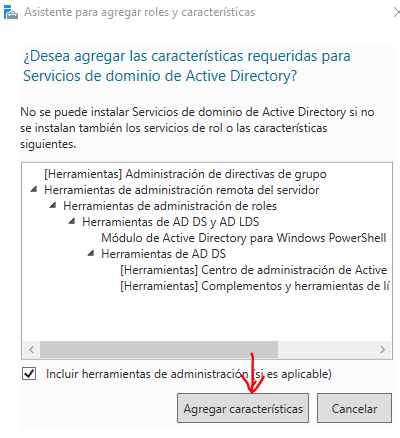 Asistente para agregar roles y características
¿Desea agregar las características requeridas para
Servicios de dominio de Active Directory?
No se puede instalar Servicios de dominio de Active Directory si no
se instalan también los servicios de rol o las características
siguientes.
[Herramientas] Administración de directivas de grupo
Herramientas de administración remota del servidor
Herramientas de administración de roles
Herramientas de AD DS y AD LDS
Módulo de Active Directory para Windows PowerShell
Herramientas de AD DS
[Herramientas] Centro de administración de Active
[Herramientas] Complementos y herramientas de lí
Incluir herramientas de administración (si es aplicable)
Agregar características
Cancelar